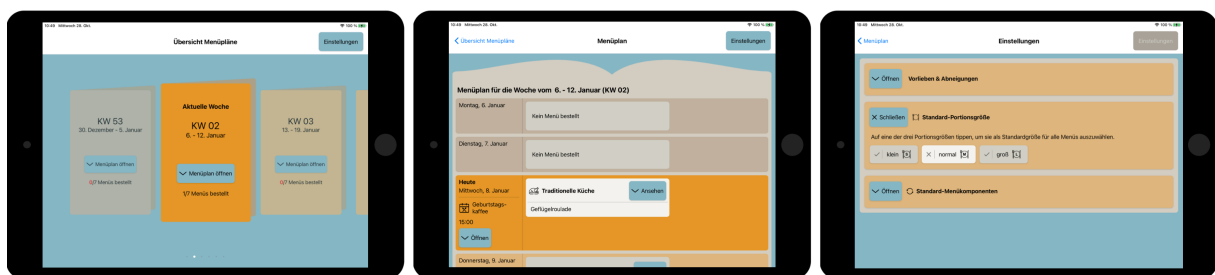 10:49 Mittwoch 28. Okt.
100 %
Übersicht Menüpläne
Einstellungen
KW 53
30. Dezember - 5. Januar
Menüplan öffnen
0/7 Menüs bestellt
Aktuelle Woche
KW 02
6. - 12. Januar
Menüplan öffnen
1/7 Menüs bestellt
KW 03
13. - 19. Januar
Menüplan öffnen
0/7 Menüs bestellt
10:49 Mittwoch 28. Okt.
100 %
Übersicht Menüpläne
Menüplan
Einstellungen
Menüplan für die Woche vom 6. - 12. Januar (KW 02)
Montag, 6. Januar
Kein Menü bestellt
Dienstag, 7. Januar
Kein Menü bestellt
Heute
Mittwoch, 8. Januar
Geburtstags-
kaffee
15:00
Öffnen
Traditionelle Küche
Ansehen
Geflügelroulade
Donnerstag, 9. Januar
10:49 Mittwoch 28. Okt.
100 %
Menüplan
Einstellungen
Einstellungen
Öffnen
Vorlieben & Abneigungen
Schließen
Standard-Portionsgröße
Auf eine der drei Portionsgrößen tippen, um sie als Standardgröße für alle Menüs auszuwählen.
klein S
normal M
groß L
Öffnen
Standard-Menükomponenten